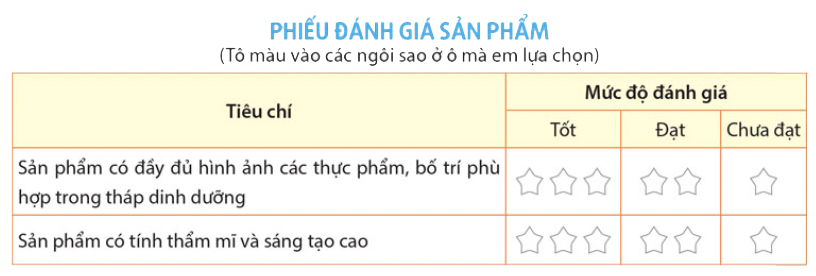 PHIẾU ĐÁNH GIÁ SẢN PHẨM
(Tô màu vào các ngôi sao ở ô mà em lựa chọn)
Tiêu chí
Mức độ đánh giá
Tốt
Đạt
Chưa đạt
Sản phẩm có đầy đủ hình ảnh các thực phẩm, bố trí phù
hợp trong tháp dinh dưỡng
Sản phẩm có tính thẩm mĩ và sáng tạo cao